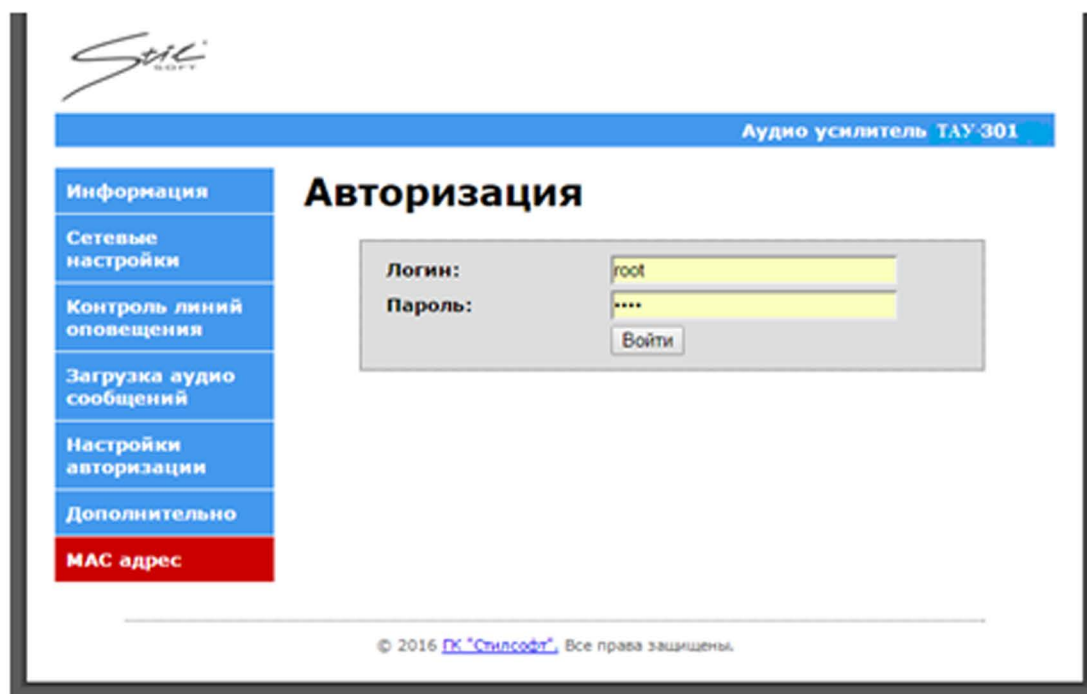 Stil
SOFT
Аудио усилитель ТАУ-301
Информация
Сетевые
настройки
Контроль линий
оповещения
Загрузка аудио
сообщений
Настройки
авторизации
Дополнительно
MAC адрес
Авторизация
Логин: root
Пароль: ••••
Войти
© 2016 ГК "Стилсофт". Все права защищены.